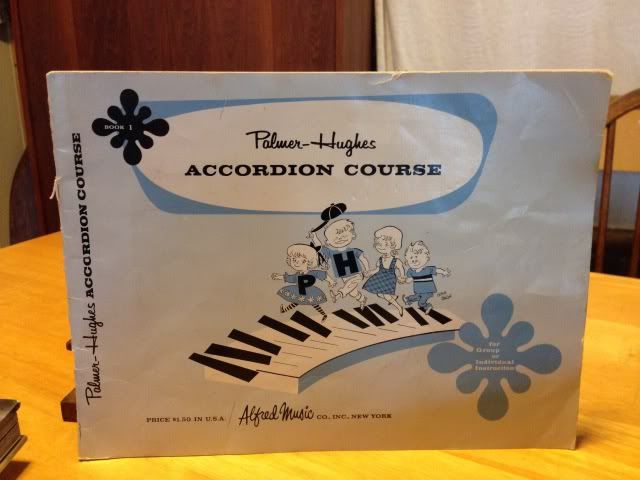 BOOK 1
Palmer-Hughes
ACCORDION COURSE
Palmer-Hughes ACCORDION COURSE
P
H
for
Group
or
Individual
Instruction
PRICE $1.50 IN U.S.A.
Alfred Music CO., INC., NEW YORK